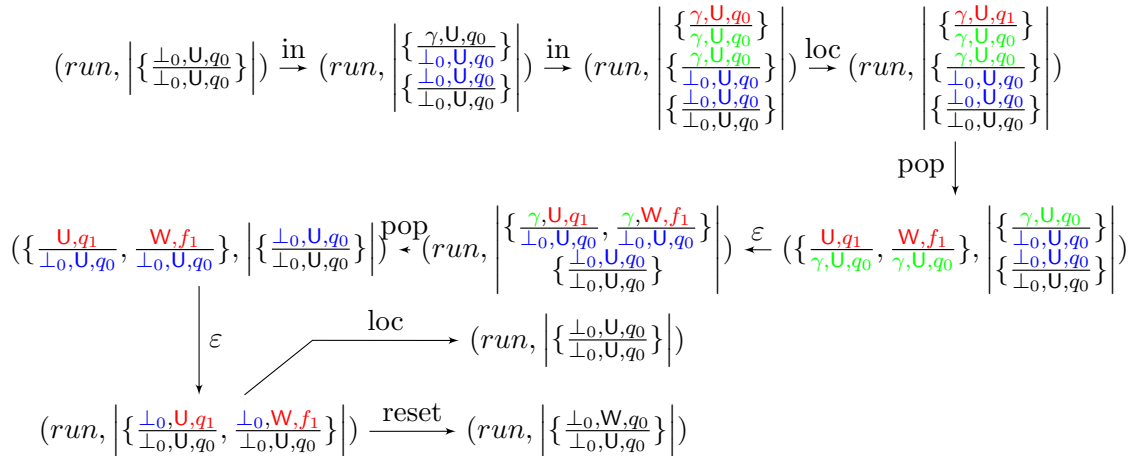 (run, |{⊥₀,U,q₀ / ⊥₀,U,q₀}|) in (run, |{γ,U,q₀ / ⊥₀,U,q₀} {⊥₀,U,q₀ / ⊥₀,U,q₀}|) in (run, |{γ,U,q₀ / γ,U,q₀} {γ,U,q₀ / ⊥₀,U,q₀} {⊥₀,U,q₀ / ⊥₀,U,q₀}|) loc (run, |{γ,U,q₁ / γ,U,q₀} {γ,U,q₀ / ⊥₀,U,q₀} {⊥₀,U,q₀ / ⊥₀,U,q₀}|)
pop
({U,q₁ / ⊥₀,U,q₀, W,f₁ / ⊥₀,U,q₀}, |{⊥₀,U,q₀ / ⊥₀,U,q₀}|) pop (run, |{γ,U,q₁ / ⊥₀,U,q₀, γ,W,f₁ / ⊥₀,U,q₀} {⊥₀,U,q₀ / ⊥₀,U,q₀}|) ε ({U,q₁ / γ,U,q₀, W,f₁ / γ,U,q₀}, |{γ,U,q₀ / ⊥₀,U,q₀} {⊥₀,U,q₀ / ⊥₀,U,q₀}|)
ε
loc (run, |{⊥₀,U,q₀ / ⊥₀,U,q₀}|)
(run, |{⊥₀,U,q₁ / ⊥₀,U,q₀, ⊥₀,W,f₁ / ⊥₀,U,q₀}|) reset (run, |{⊥₀,W,q₀ / ⊥₀,U,q₀}|)